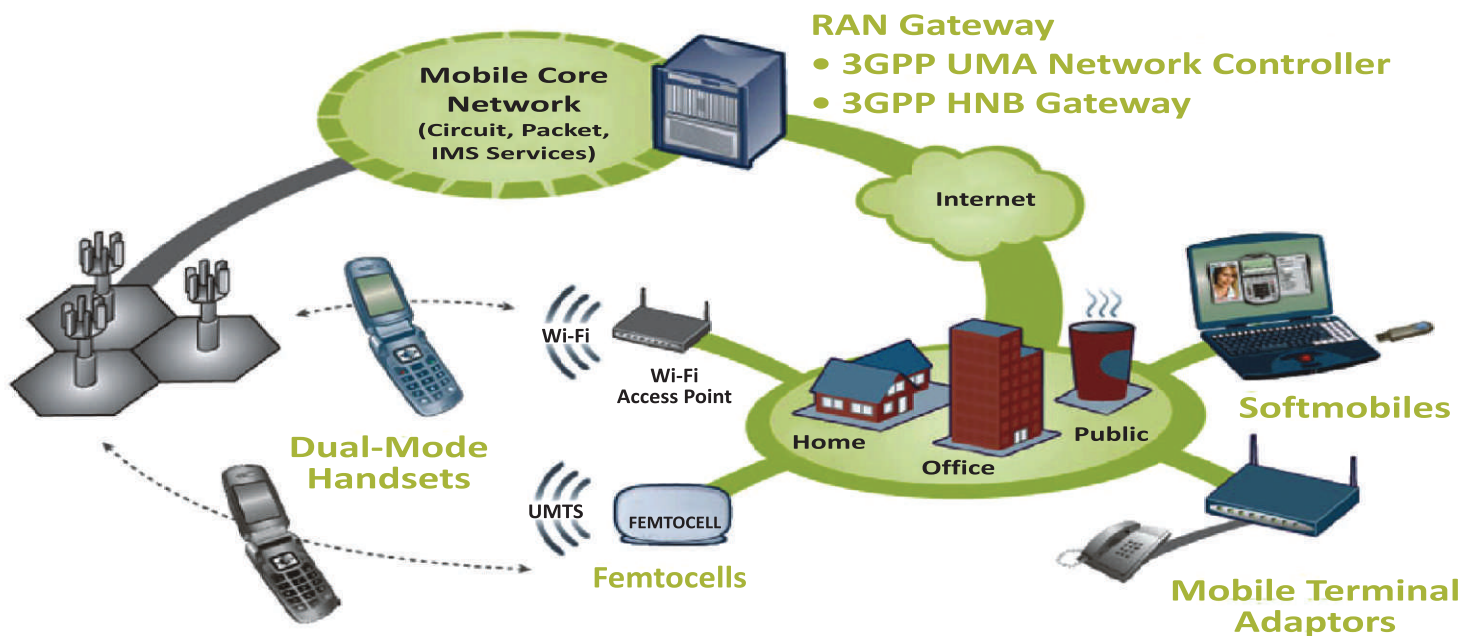 RAN Gateway
• 3GPP UMA Network Controller
• 3GPP HNB Gateway
Mobile Core
Network
(Circuit, Packet,
IMS Services)
Internet
Wi-Fi
Wi-Fi
Access Point
Home
Office
Public
Softmobiles
Dual-Mode
Handsets
UMTS
FEMTOCELL
Femtocells
Mobile Terminal
Adaptors